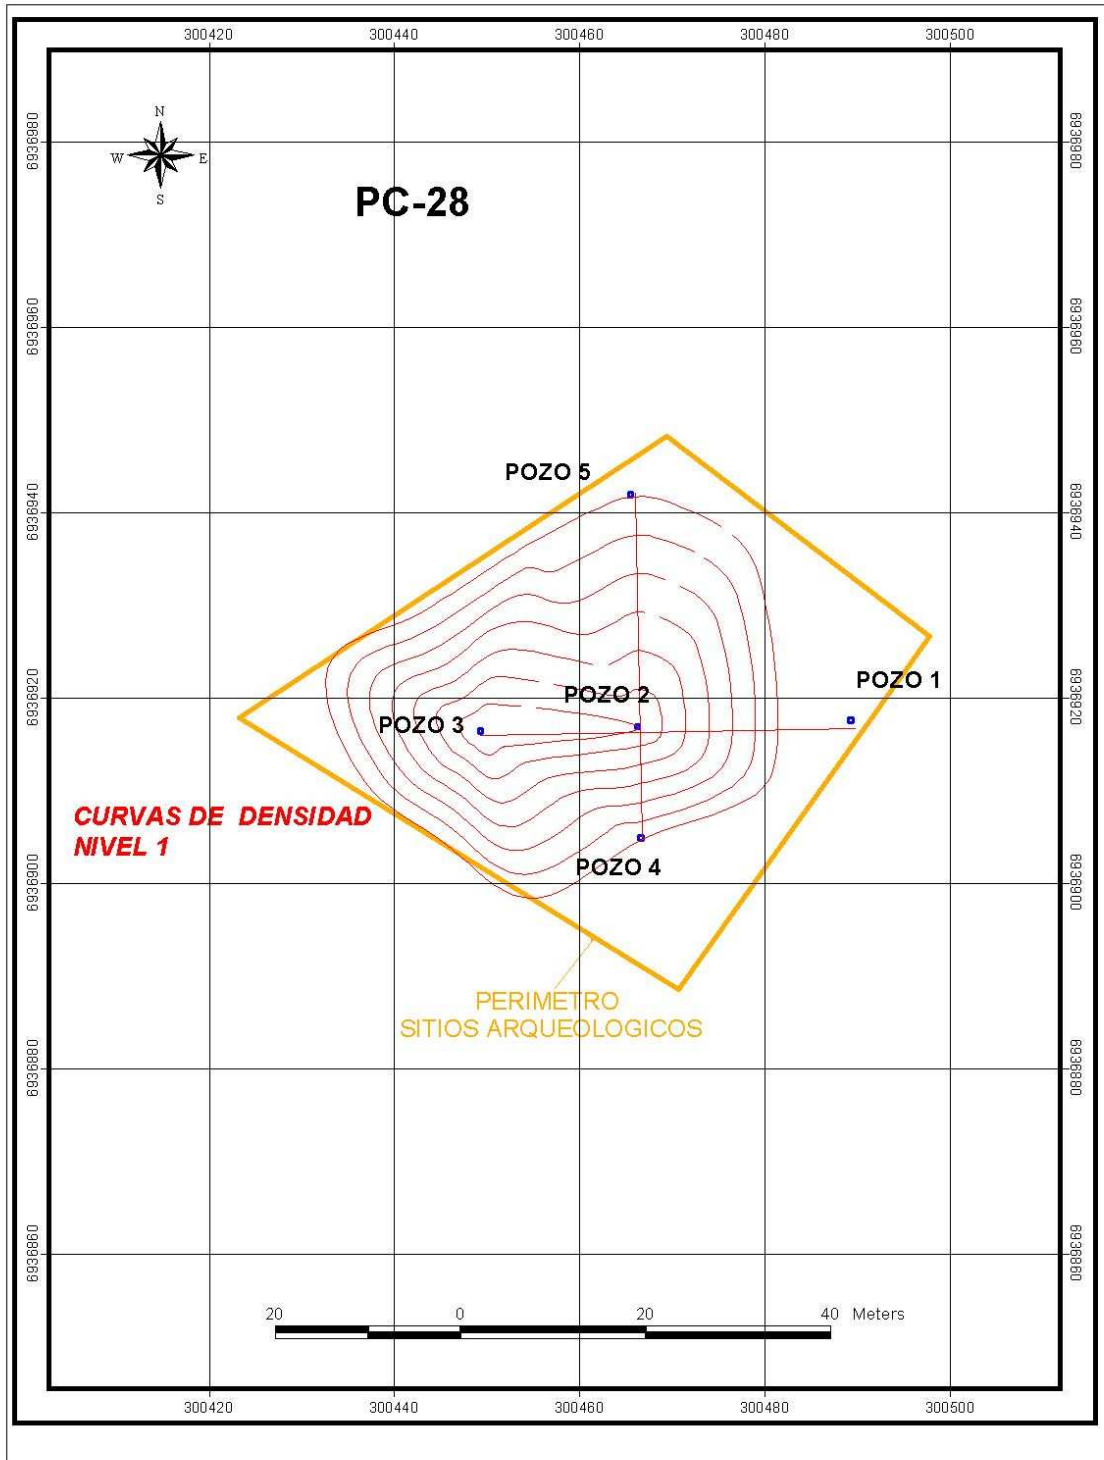 300420 300440 300460 300480 300500
6936980
6936980
N
W E
S
PC-28
6936960
6936960
POZO 5
6936940
6936940
POZO 1
POZO 2
6936920
6936920
POZO 3
CURVAS DE DENSIDAD
NIVEL 1
POZO 4
6936900
6936900
PERIMETRO
SITIOS ARQUEOLOGICOS
6936880
6936880
6936860
6936860
20 0 20 40 Meters
300420 300440 300460 300480 300500